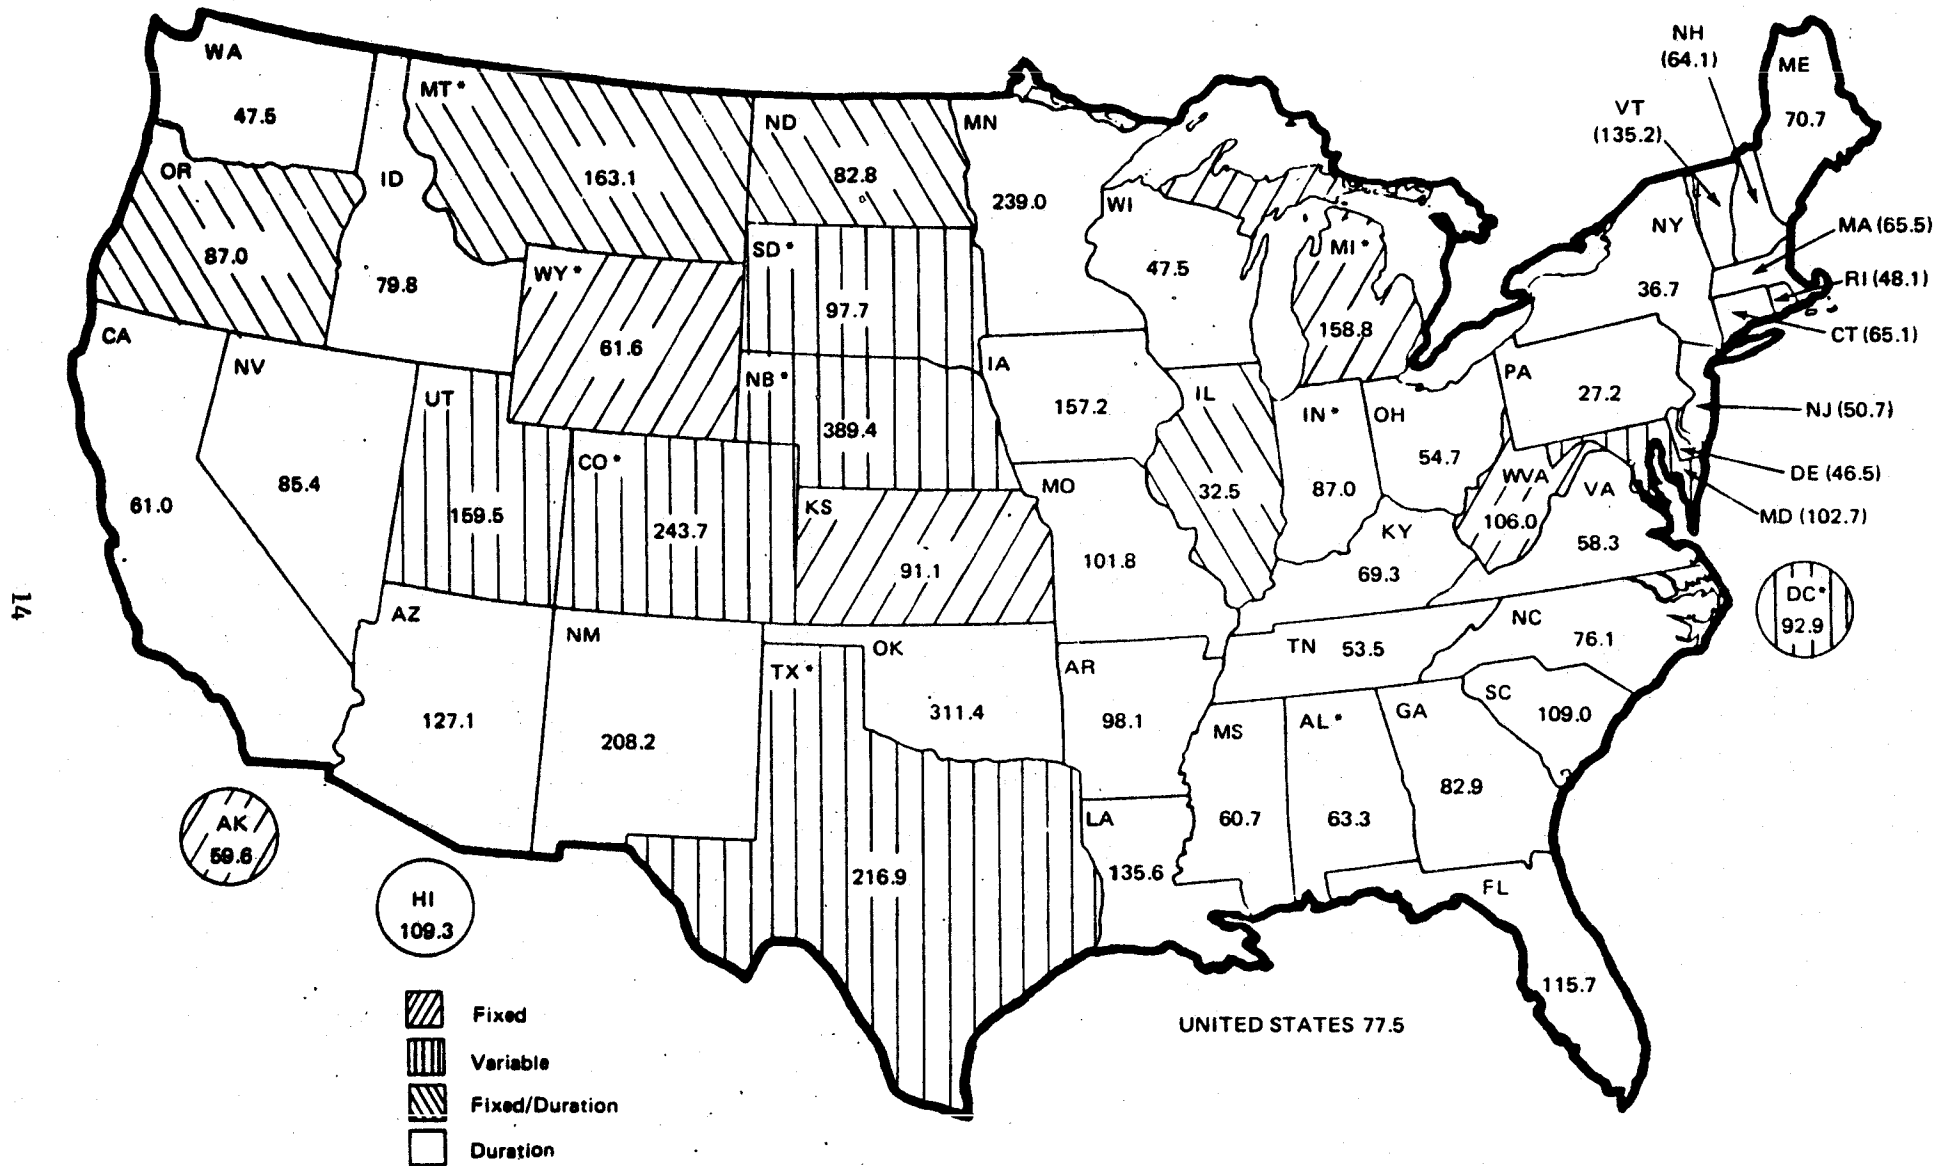 WA
47.5
OR
87.0
ID
79.8
MT*
163.1
ND
82.8
MN
239.0
SD*
97.7
WY*
61.6
NB*
389.4
CA
61.0
NV
85.4
UT
159.5
CO*
243.7
KS
91.1
IA
157.2
MO
101.8
WI
47.5
MI*
158.8
IL
32.5
IN*
87.0
OH
54.7
KY
69.3
WVA
106.0
VA
58.3
PA
27.2
NY
36.7
VT
(135.2)
NH
(64.1)
ME
70.7
MA (65.5)
RI (48.1)
CT (65.1)
NJ (50.7)
DE (46.5)
MD (102.7)
DC*
92.9
AZ
127.1
NM
208.2
TX*
216.9
OK
311.4
AR
98.1
LA
135.6
TN 53.5
NC
76.1
SC
109.0
MS
60.7
AL*
63.3
GA
82.9
FL
115.7
AK
59.6
HI
109.3
Fixed
Variable
Fixed/Duration
Duration
UNITED STATES 77.5
14